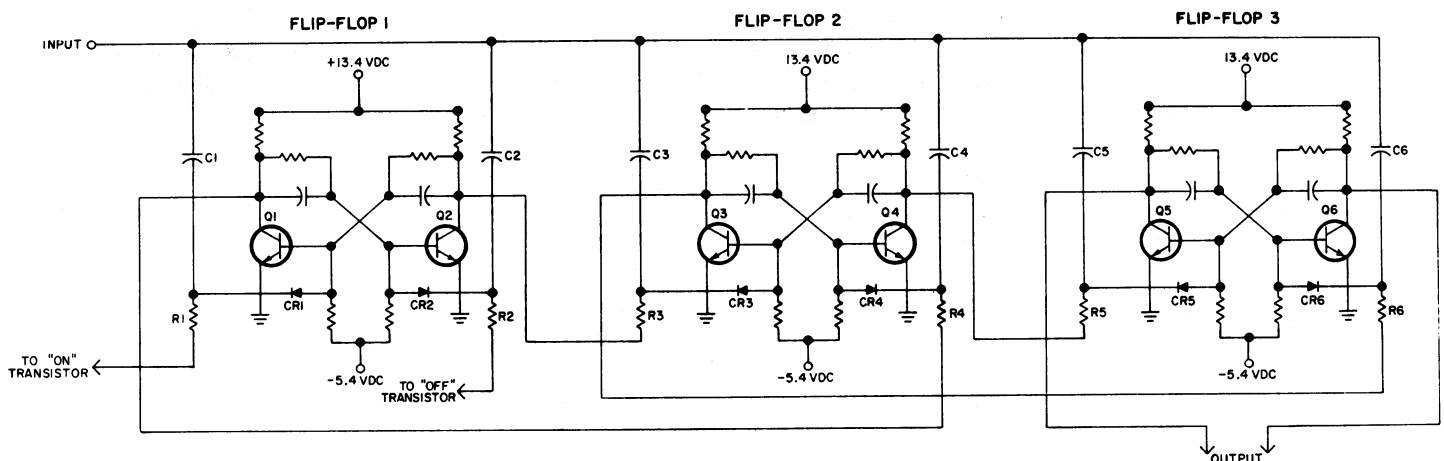 FLIP-FLOP 1
FLIP-FLOP 2
FLIP-FLOP 3
INPUT
+13.4 VDC
13.4 VDC
13.4 VDC
C1
C2
C3
C4
C5
C6
Q1
Q2
Q3
Q4
Q5
Q6
CR1
CR2
CR3
CR4
CR5
CR6
R1
R2
R3
R4
R5
R6
TO "ON"
TRANSISTOR
-5.4 VDC
TO "OFF"
TRANSISTOR
-5.4 VDC
-5.4 VDC
OUTPUT